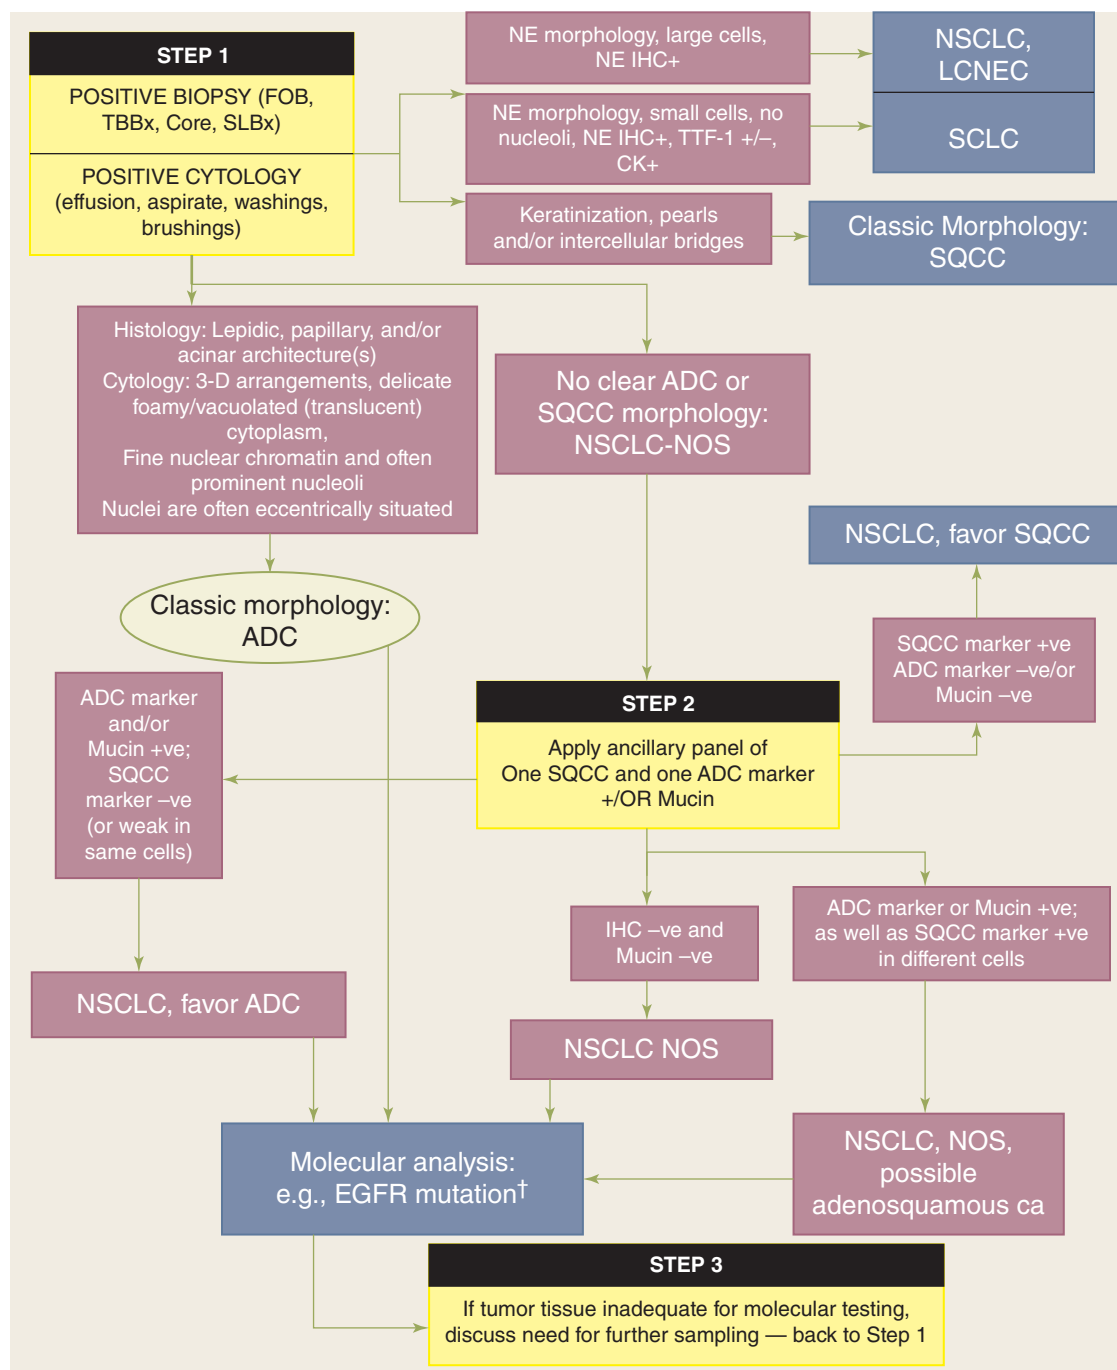 STEP 1
POSITIVE BIOPSY (FOB,
TBBx, Core, SLBx)
POSITIVE CYTOLOGY
(effusion, aspirate, washings,
brushings)
NE morphology, large cells,
NE IHC+
NSCLC,
LCNEC
NE morphology, small cells, no
nucleoli, NE IHC+, TTF-1 +/–,
CK+
SCLC
Keratinization, pearls
and/or intercellular bridges
Classic Morphology:
SQCC
Histology: Lepidic, papillary, and/or
acinar architecture(s)
Cytology: 3-D arrangements, delicate
foamy/vacuolated (translucent)
cytoplasm,
Fine nuclear chromatin and often
prominent nucleoli
Nuclei are often eccentrically situated
No clear ADC or
SQCC morphology:
NSCLC-NOS
NSCLC, favor SQCC
Classic morphology:
ADC
SQCC marker +ve
ADC marker –ve/or
Mucin –ve
ADC marker
and/or
Mucin +ve;
SQCC
marker –ve
(or weak in
same cells)
STEP 2
Apply ancillary panel of
One SQCC and one ADC marker
+/OR Mucin
IHC –ve and
Mucin –ve
ADC marker or Mucin +ve;
as well as SQCC marker +ve
in different cells
NSCLC, favor ADC
NSCLC NOS
Molecular analysis:
e.g., EGFR mutation†
NSCLC, NOS,
possible
adenosquamous ca
STEP 3
If tumor tissue inadequate for molecular testing,
discuss need for further sampling — back to Step 1